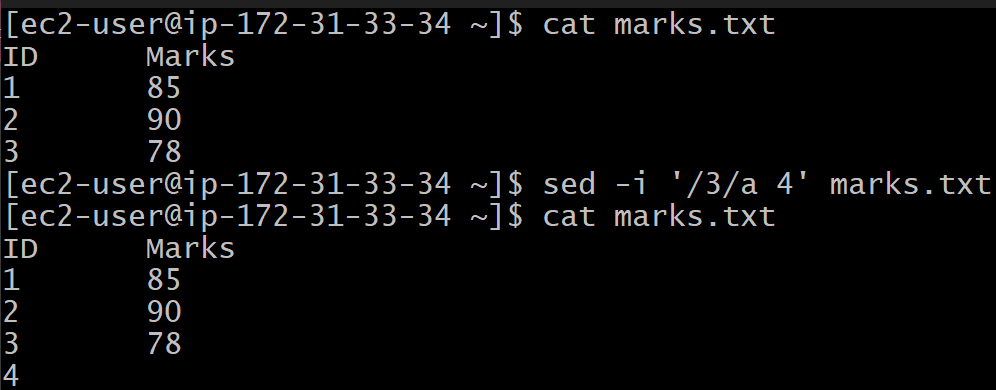 [ec2-user@ip-172-31-33-34 ~]$ cat marks.txt
ID      Marks
1       85
2       90
3       78
[ec2-user@ip-172-31-33-34 ~]$ sed -i '/3/a 4' marks.txt
[ec2-user@ip-172-31-33-34 ~]$ cat marks.txt
ID      Marks
1       85
2       90
3       78
4